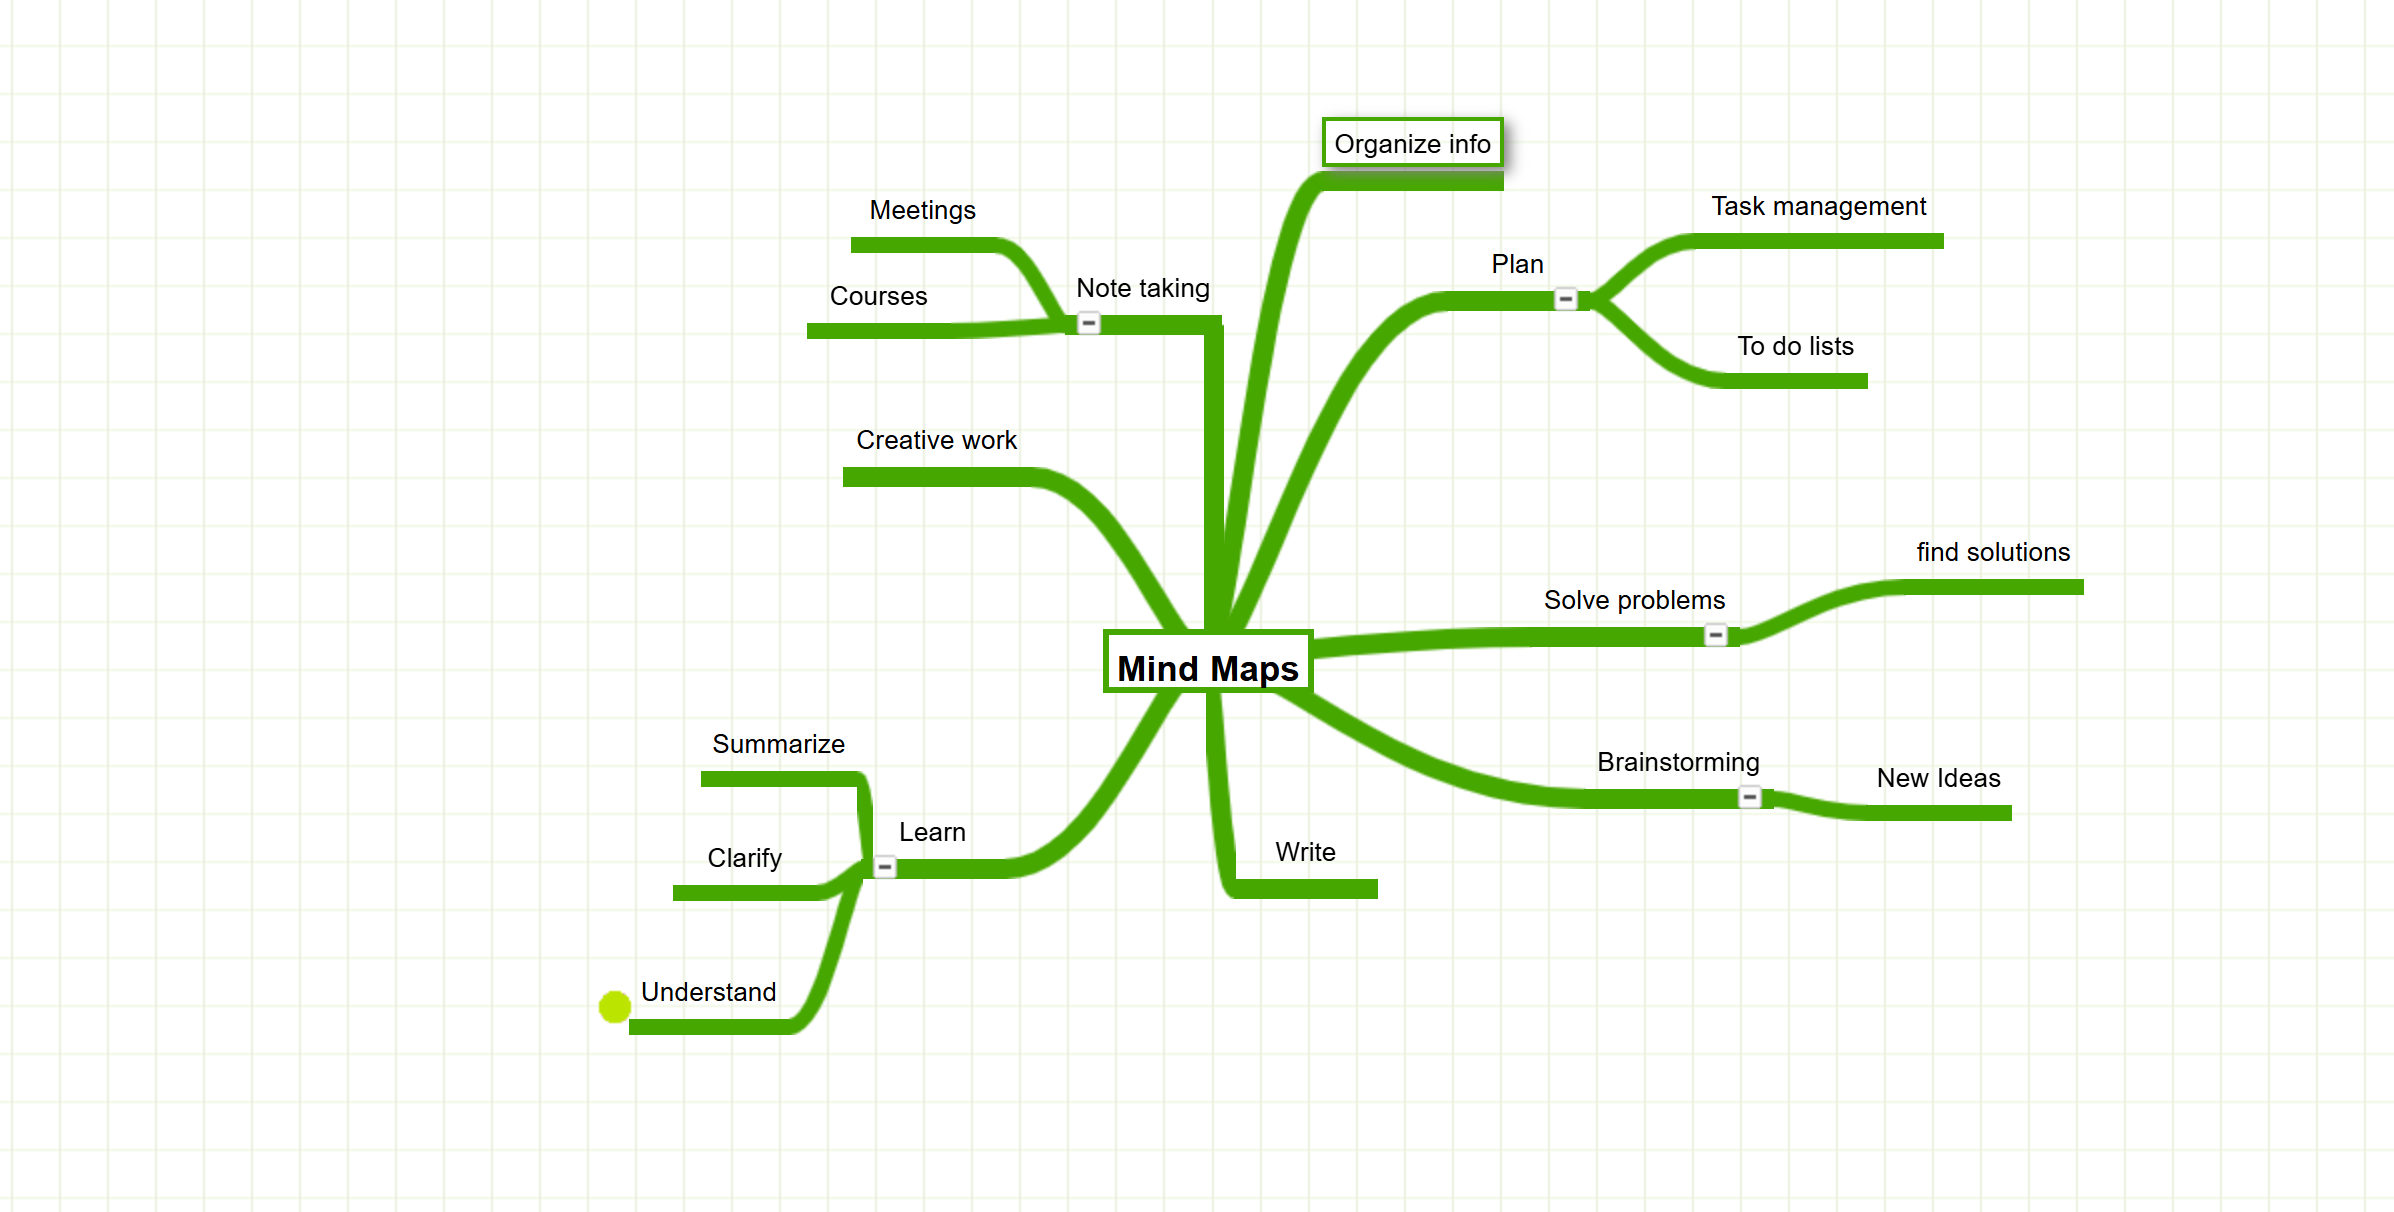 Organize info
Meetings
Task management
Plan
Note taking
Courses
To do lists
Creative work
find solutions
Solve problems
Mind Maps
Summarize
Brainstorming
New Ideas
Learn
Write
Clarify
Understand